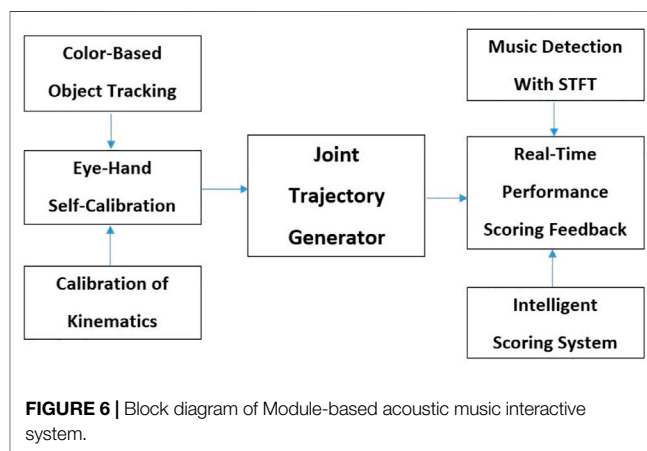 Color-Based
Object Tracking
Eye-Hand
Self-Calibration
Calibration of
Kinematics
Joint
Trajectory
Generator
Music Detection
With STFT
Real-Time
Performance
Scoring Feedback
Intelligent
Scoring System
FIGURE 6 | Block diagram of Module-based acoustic music interactive
system.